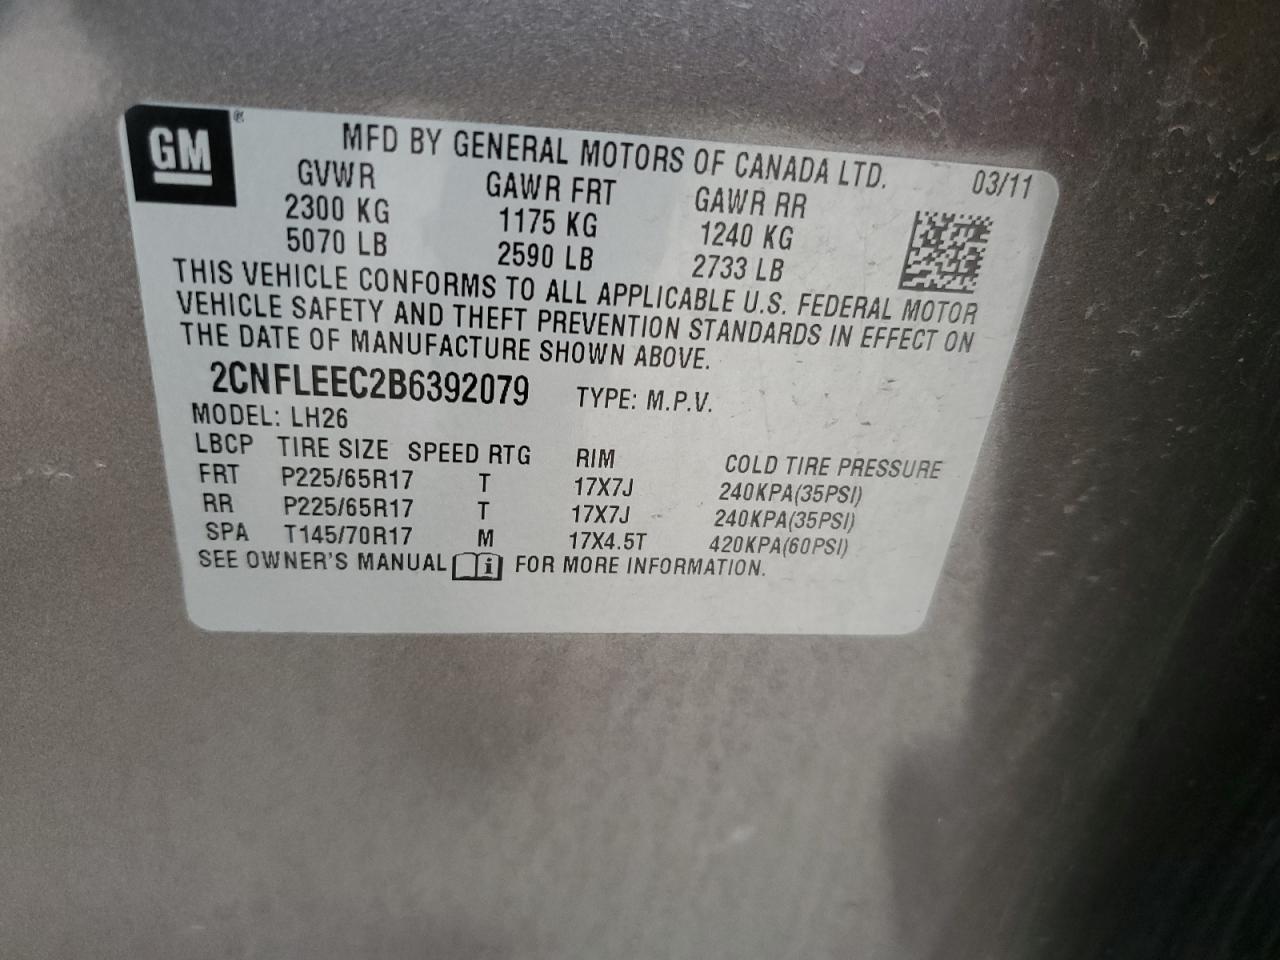 GM ®
MFD BY GENERAL MOTORS OF CANADA LTD. 03/11
GVWR GAWR FRT GAWR RR
2300 KG 1175 KG 1240 KG
5070 LB 2590 LB 2733 LB
THIS VEHICLE CONFORMS TO ALL APPLICABLE U.S. FEDERAL MOTOR
VEHICLE SAFETY AND THEFT PREVENTION STANDARDS IN EFFECT ON
THE DATE OF MANUFACTURE SHOWN ABOVE.
2CNFLEEC2B6392079 TYPE: M.P.V.
MODEL: LH26
LBCP TIRE SIZE SPEED RTG RIM COLD TIRE PRESSURE
FRT P225/65R17 T 17X7J 240KPA(35PSI)
RR P225/65R17 T 17X7J 240KPA(35PSI)
SPA T145/70R17 M 17X4.5T 420KPA(60PSI)
SEE OWNER'S MANUAL i FOR MORE INFORMATION.